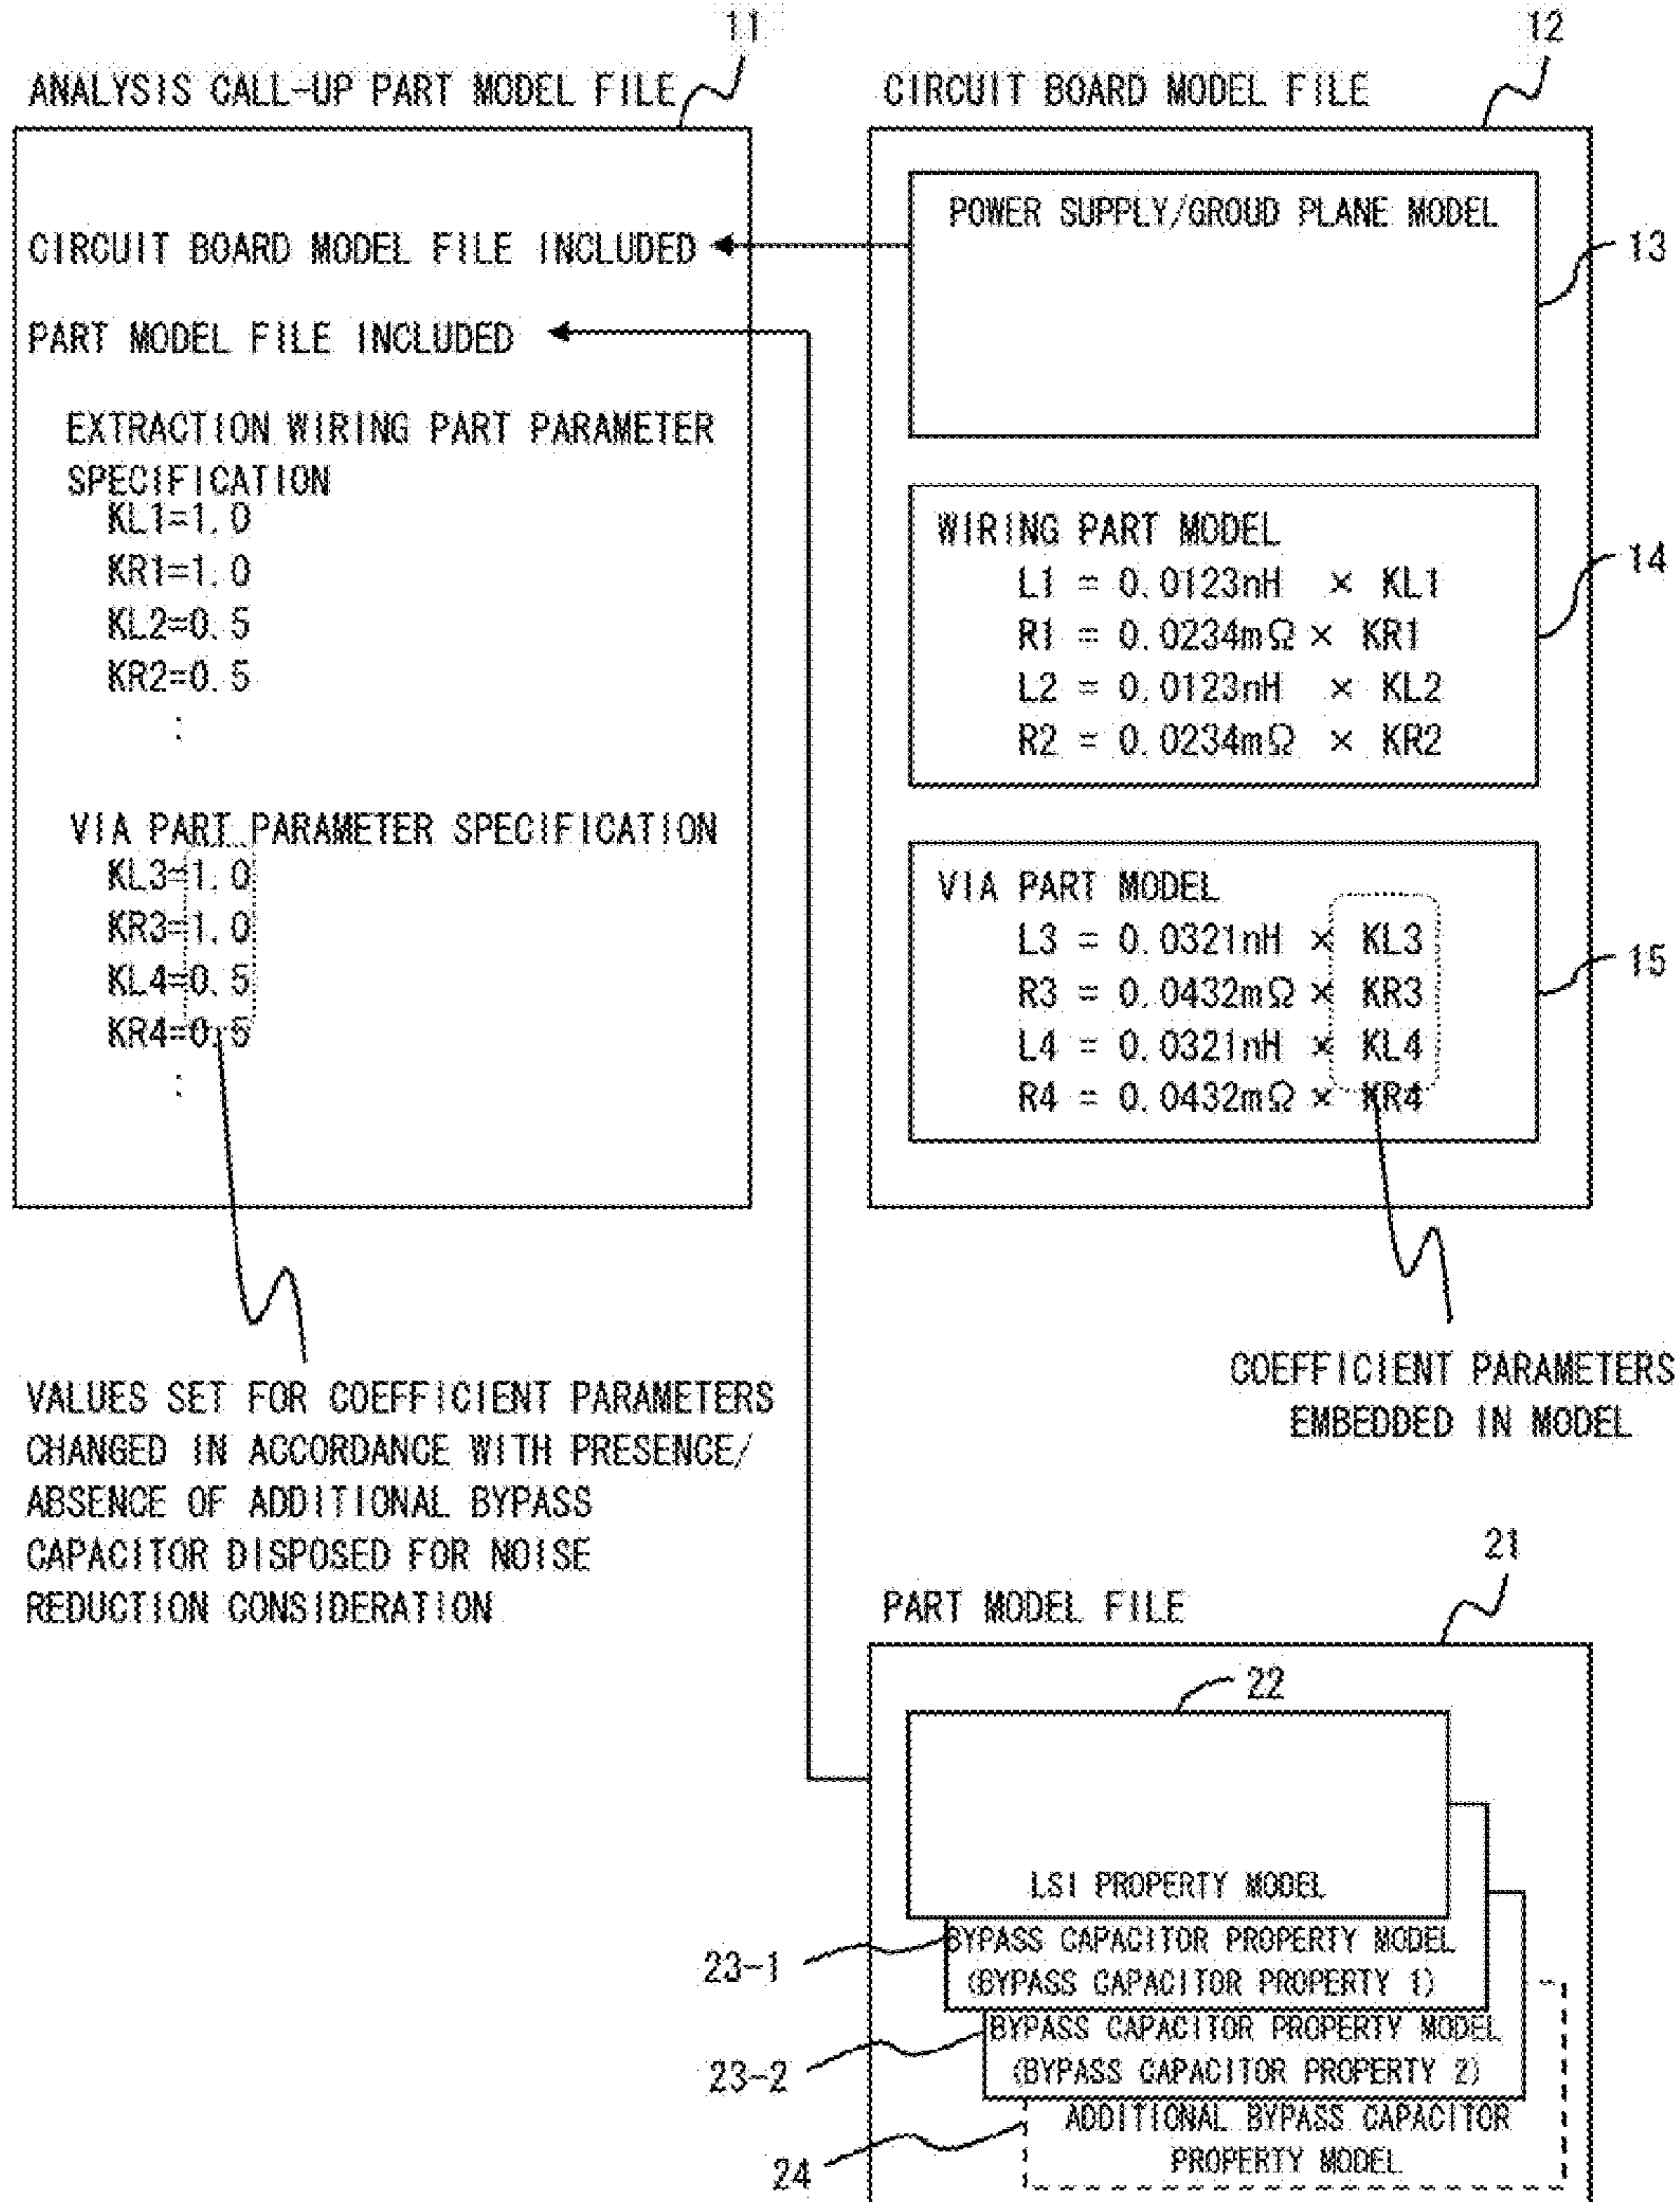 11
ANALYSIS CALL-UP PART MODEL FILE
CIRCUIT BOARD MODEL FILE INCLUDED
PART MODEL FILE INCLUDED
EXTRACTION WIRING PART PARAMETER
SPECIFICATION
KL1=1.0
KR1=1.0
KL2=0.5
KR2=0.5
:
VIA PART PARAMETER SPECIFICATION
KL3=1.0
KR3=1.0
KL4=0.5
KR4=0.5
:
VALUES SET FOR COEFFICIENT PARAMETERS
CHANGED IN ACCORDANCE WITH PRESENCE/
ABSENCE OF ADDITIONAL BYPASS
CAPACITOR DISPOSED FOR NOISE
REDUCTION CONSIDERATION
12
CIRCUIT BOARD MODEL FILE
POWER SUPPLY/GROUD PLANE MODEL
13
WIRING PART MODEL
L1 = 0.0123nH × KL1
R1 = 0.0234mΩ × KR1
L2 = 0.0123nH × KL2
R2 = 0.0234mΩ × KR2
14
VIA PART MODEL
L3 = 0.0321nH × KL3
R3 = 0.0432mΩ × KR3
L4 = 0.0321nH × KL4
R4 = 0.0432mΩ × KR4
15
COEFFICIENT PARAMETERS
EMBEDDED IN MODEL
21
PART MODEL FILE
22
LSI PROPERTY MODEL
23-1
BYPASS CAPACITOR PROPERTY MODEL
(BYPASS CAPACITOR PROPERTY 1)
23-2
BYPASS CAPACITOR PROPERTY MODEL
(BYPASS CAPACITOR PROPERTY 2)
24
ADDITIONAL BYPASS CAPACITOR
PROPERTY MODEL